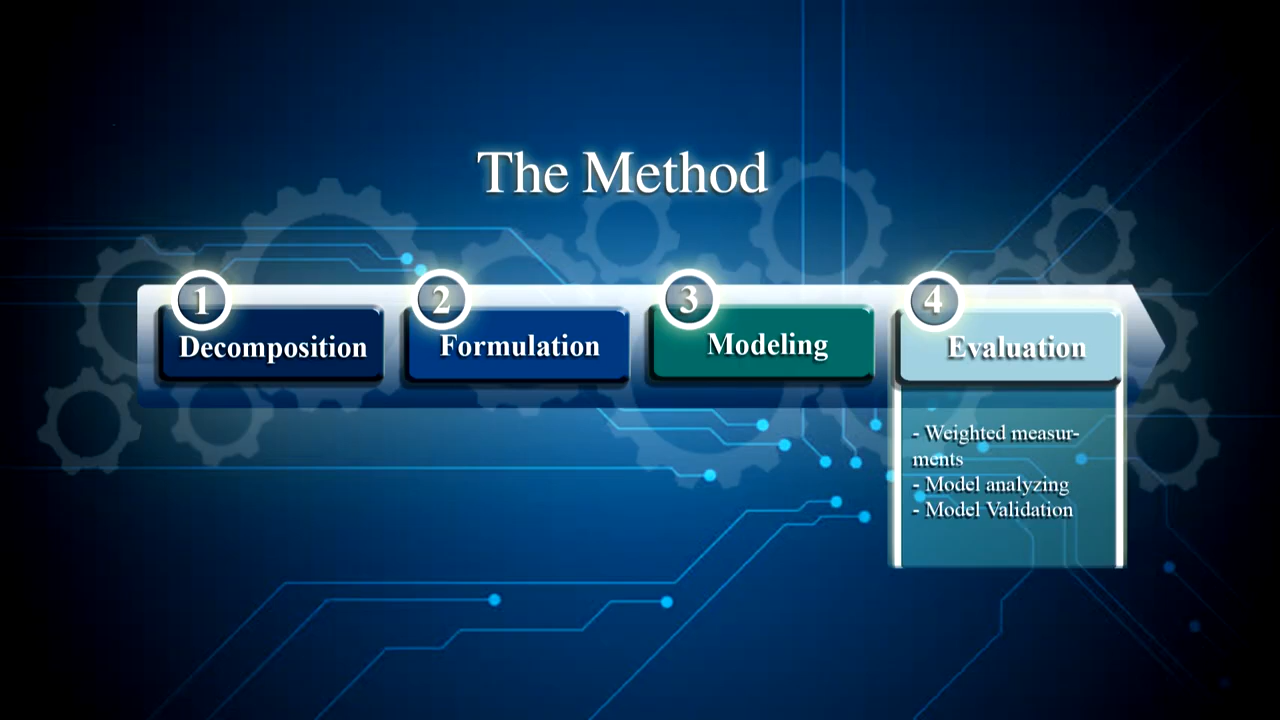 The Method
1
2
3
4
Decomposition
Formulation
Modeling
Evaluation
- Weighted measur-
ments
- Model analyzing
- Model Validation